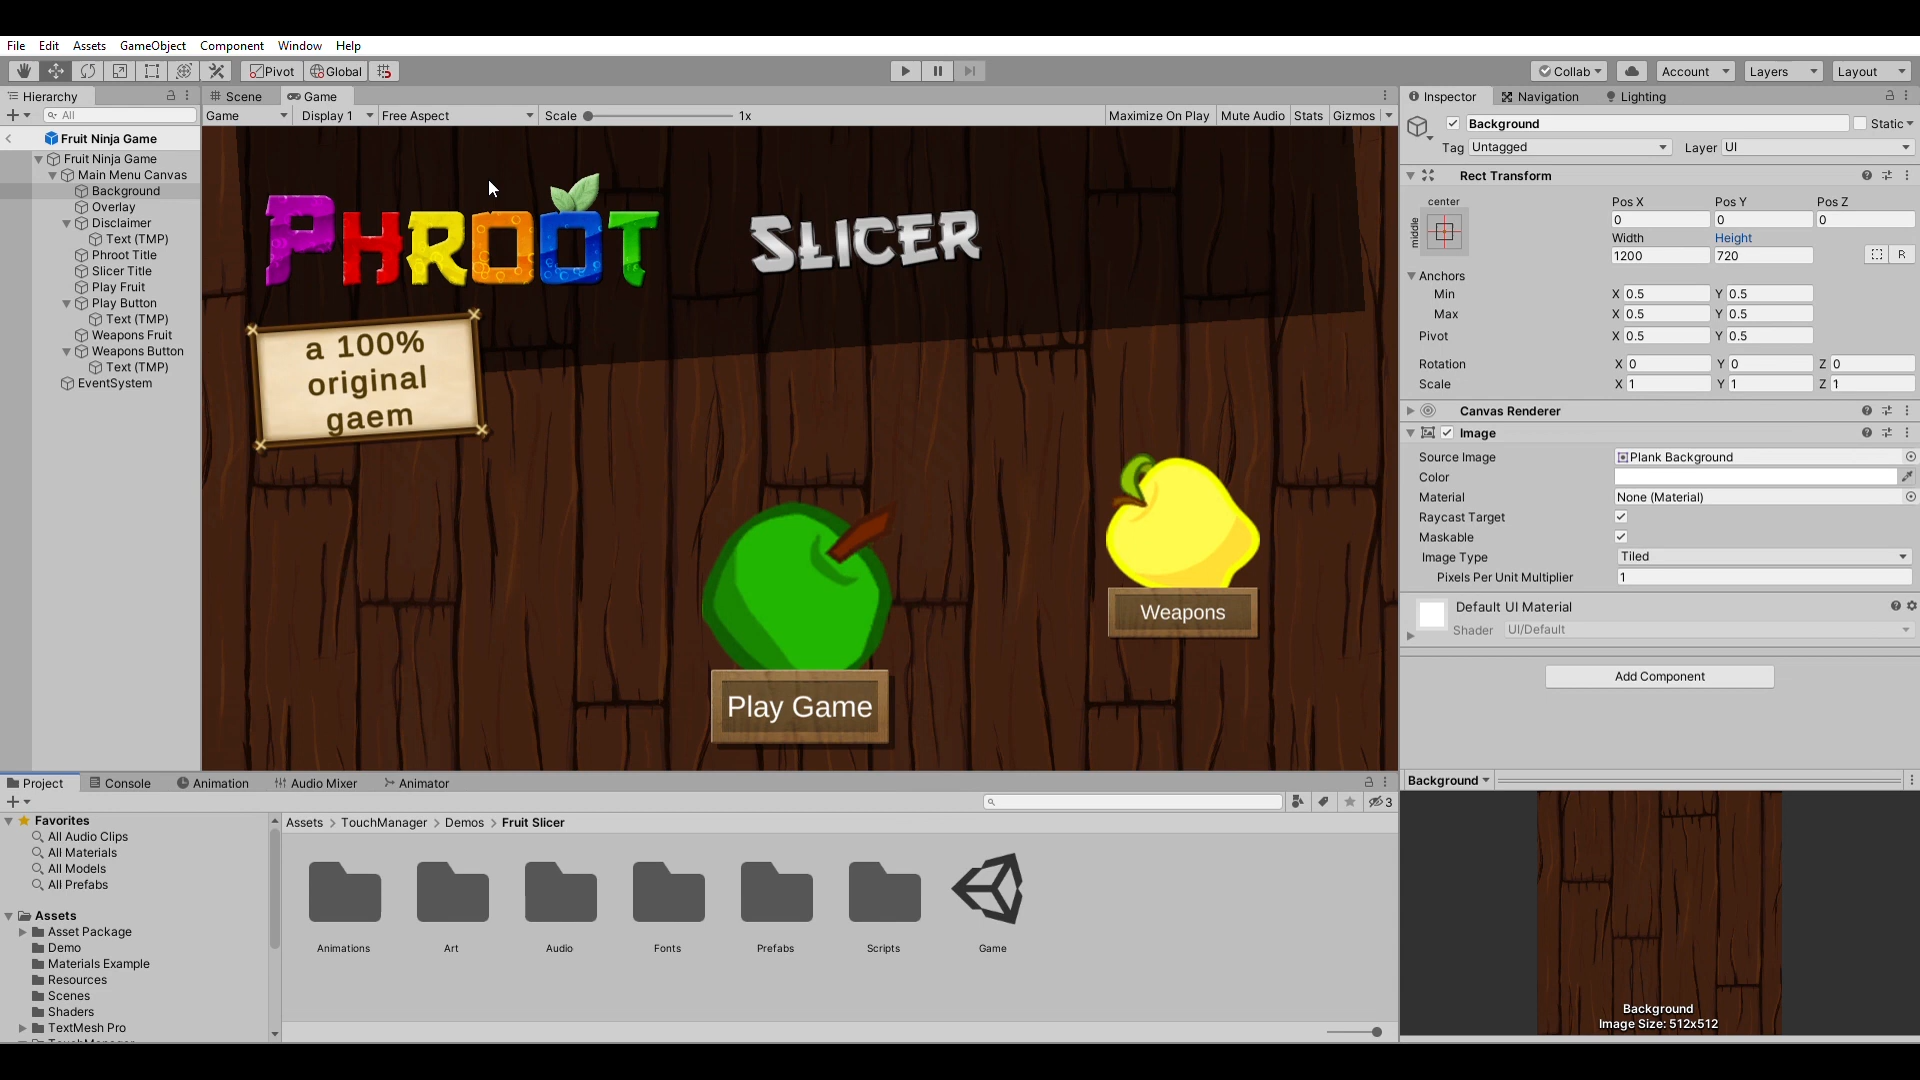 File Edit Assets GameObject Component Window Help
Pivot Global Collab Account Layers Layout
Hierarchy
All
Fruit Ninja Game
Fruit Ninja Game
Main Menu Canvas
Background
Overlay
Disclaimer
Text (TMP)
Phroot Title
Slicer Title
Play Fruit
Play Button
Text (TMP)
Weapons Fruit
Weapons Button
Text (TMP)
EventSystem
Scene Game
Game Display 1 Free Aspect Scale 1x Maximize On Play Mute Audio Stats Gizmos
PHROOT SLICER
a 100%
original
gaem
Weapons
Play Game
Inspector Navigation Lighting
Background Static
Tag Untagged Layer UI
Rect Transform
center Pos X Pos Y Pos Z
middle 0 0 0
Width Height
1200 720 R
Anchors
Min X 0.5 Y 0.5
Max X 0.5 Y 0.5
Pivot X 0.5 Y 0.5
Rotation X 0 Y 0 Z 0
Scale X 1 Y 1 Z 1
Canvas Renderer
Image
Source Image Plank Background
Color
Material None (Material)
Raycast Target
Maskable
Image Type Tiled
Pixels Per Unit Multiplier 1
Default UI Material
Shader UI/Default
Add Component
Background
Background
Image Size: 512x512
Project Console Animation Audio Mixer Animator
3
Favorites
All Audio Clips
All Materials
All Models
All Prefabs
Assets
Asset Package
Demo
Materials Example
Resources
Scenes
Shaders
TextMesh Pro
Assets > TouchManager > Demos > Fruit Slicer
Animations Art Audio Fonts Prefabs Scripts Game